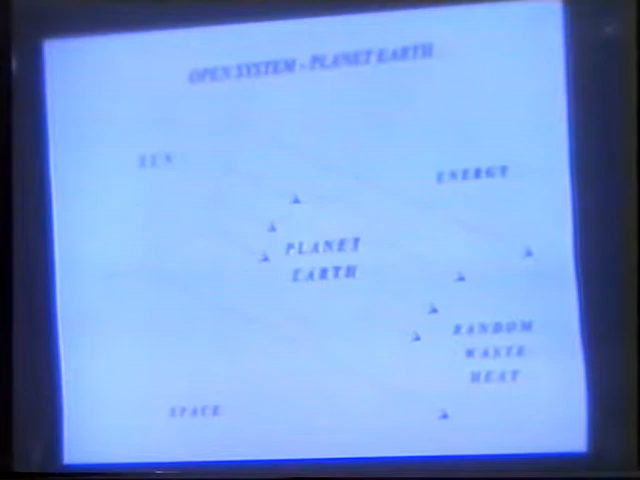 OPEN SYSTEM - PLANET EARTH
SUN
ENERGY
PLANET
EARTH
RANDOM
WASTE
HEAT
SPACE